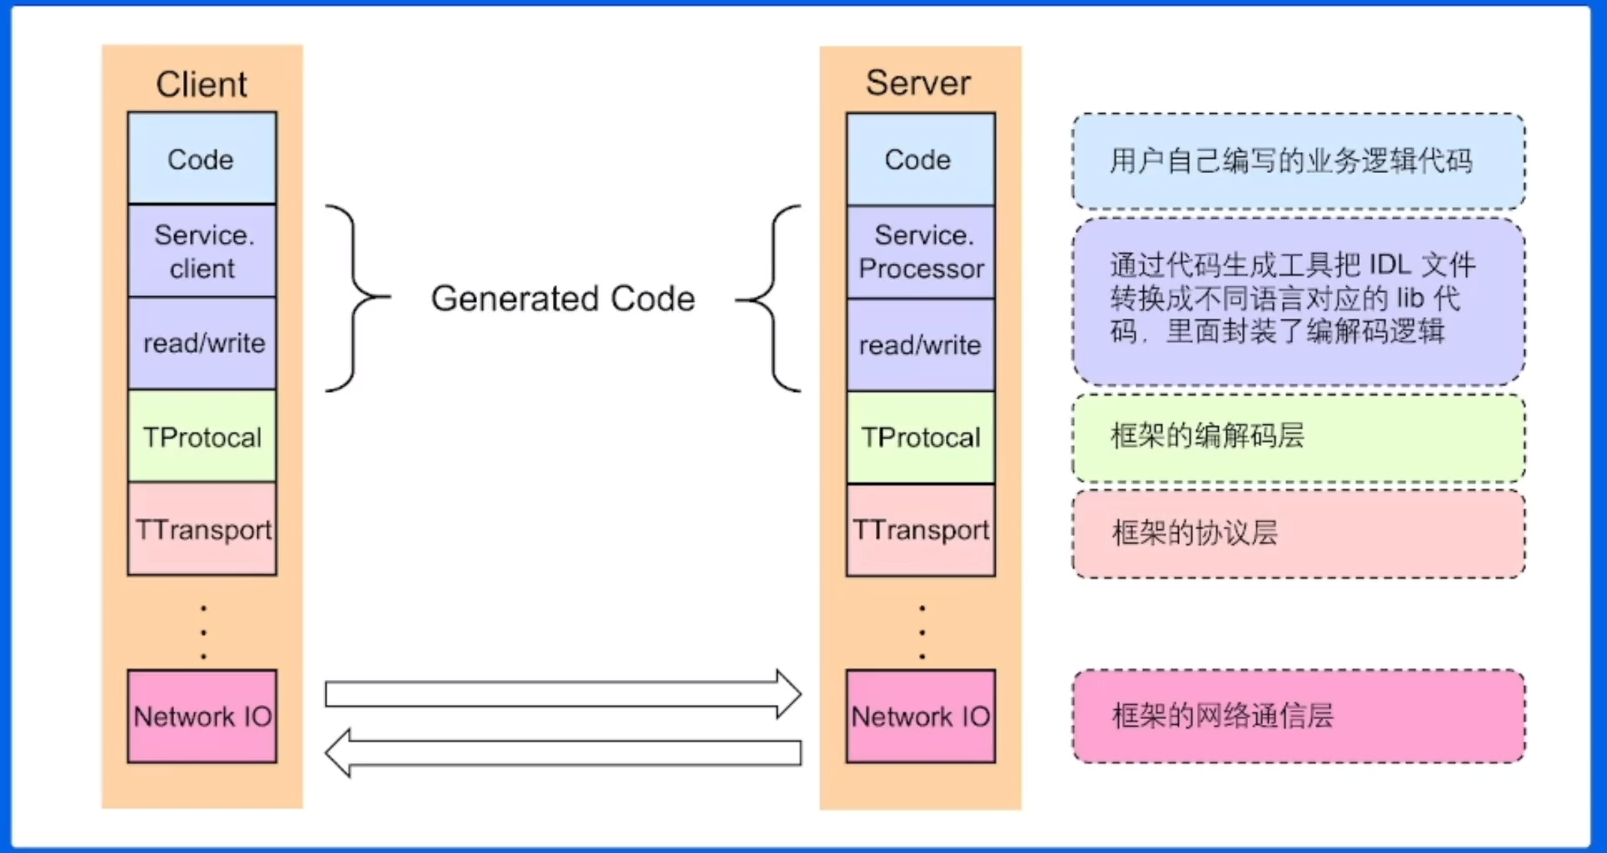 Client
Code
Service.
client
read/write
TProtocal
TTransport
Network IO
Generated Code
Server
Code
Service.
Processor
read/write
TProtocal
TTransport
Network IO
用户自己编写的业务逻辑代码
通过代码生成工具把 IDL 文件
转换成不同语言对应的 lib 代
码，里面封装了编解码逻辑
框架的编解码层
框架的协议层
框架的网络通信层